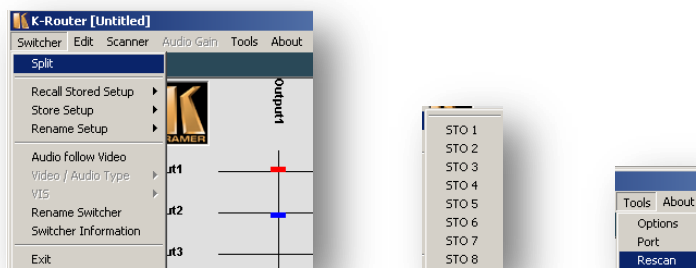 K-Router [Untitled]
Switcher Edit Scanner Audio Gain Tools About
Split
Recall Stored Setup
Store Setup
Rename Setup
Audio follow Video
Video / Audio Type
VIS
Rename Switcher
Switcher Information
Exit
KRAMER
Output1
ut1
ut2
ut3
STO 1
STO 2
STO 3
STO 4
STO 5
STO 6
STO 7
STO 8
Tools About
Options
Port
Rescan